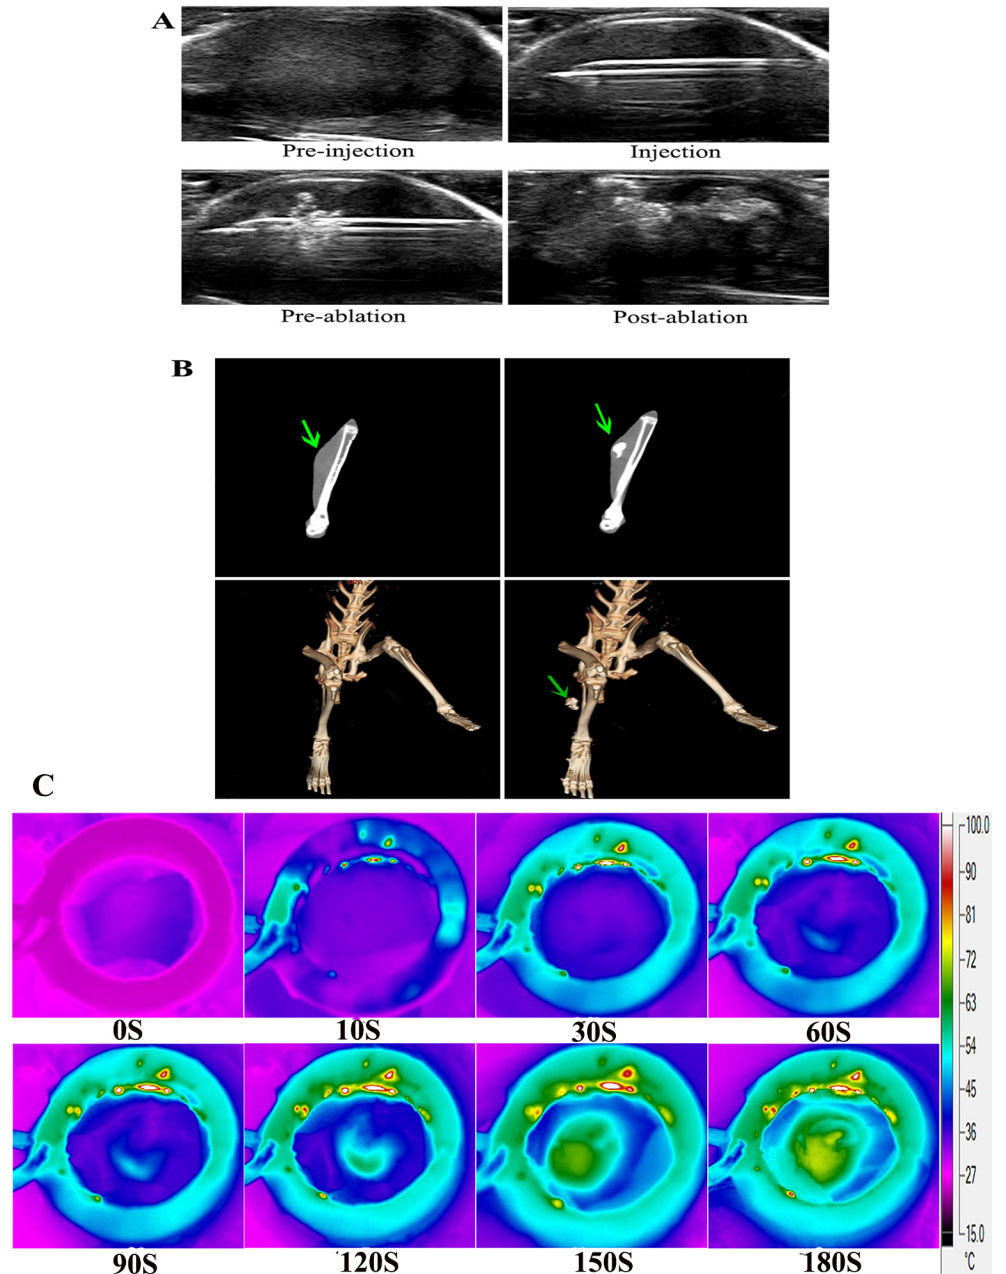 A
Pre-injection
Injection
Pre-ablation
Post-ablation
B
C
100.0
90
81
72
63
54
45
36
27
15.0
°C
0S
10S
30S
60S
90S
120S
150S
180S